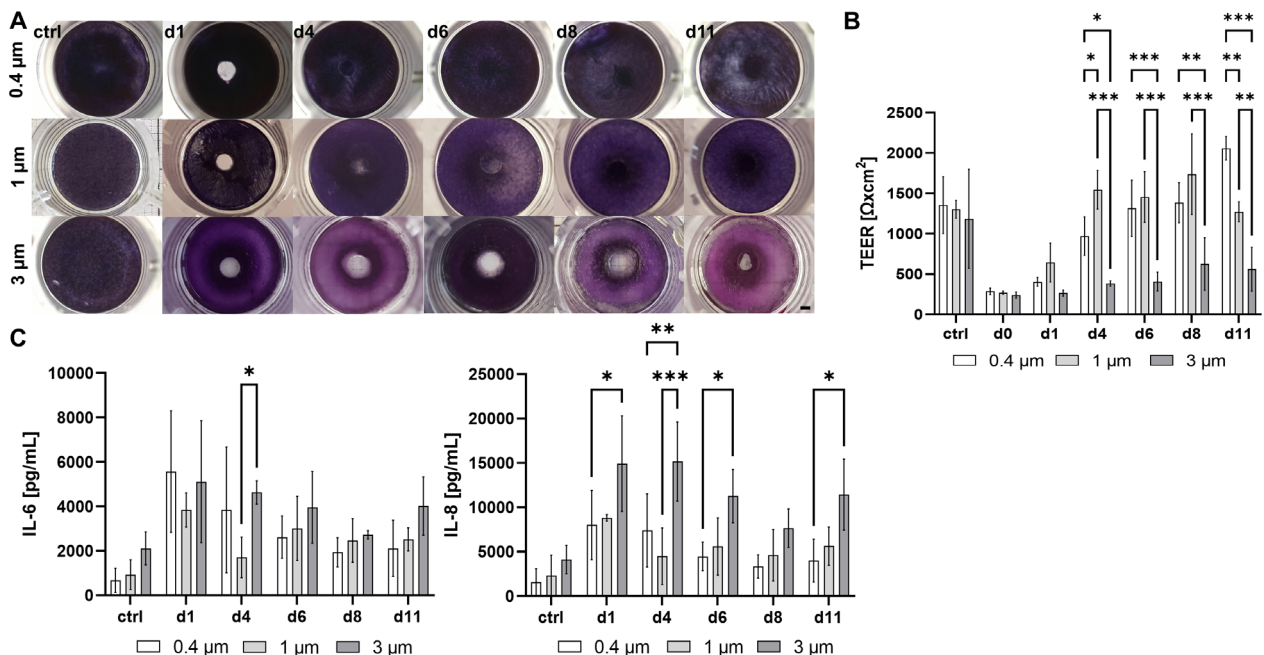 A
ctrl d1 d4 d6 d8 d11
0.4 µm
1 µm
3 µm
B
* ***
* *** ** **
*** *** *** **
TEER [Ωxcm²]
2500
2000
1500
1000
500
0
ctrl d0 d1 d4 d6 d8 d11
0.4 µm 1 µm 3 µm
C
*
IL-6 [pg/mL]
10000
8000
6000
4000
2000
0
ctrl d1 d4 d6 d8 d11
0.4 µm 1 µm 3 µm
**
* *** * *
IL-8 [pg/mL]
25000
20000
15000
10000
5000
0
ctrl d1 d4 d6 d8 d11
0.4 µm 1 µm 3 µm